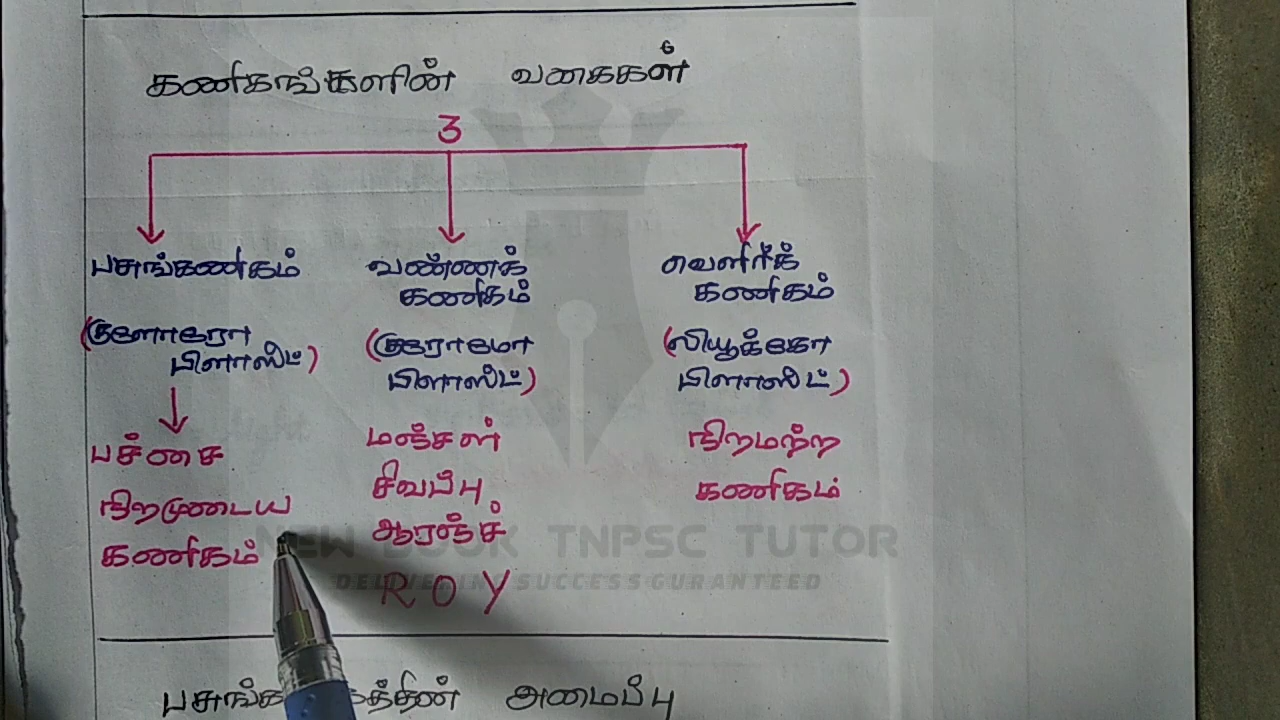 கணிகங்களின் வகைகள்
3
பசுங்கணிகம்
(குளோரோ
பிளாஸ்ட்)
பச்சை
நிறமுடைய
கணிகம்
வண்ணக்
கணிகம்
(குரோமோ
பிளாஸ்ட்)
மஞ்சள்
சிவப்பு
ஆரஞ்ச்
R O Y
வெளிர்க்
கணிகம்
(லியூக்கோ
பிளாஸ்ட்)
நிறமற்ற
கணிகம்
NEW BOOK TNPSC TUTOR
DELIVERING SUCCESS GURANTEED
அமைப்பு